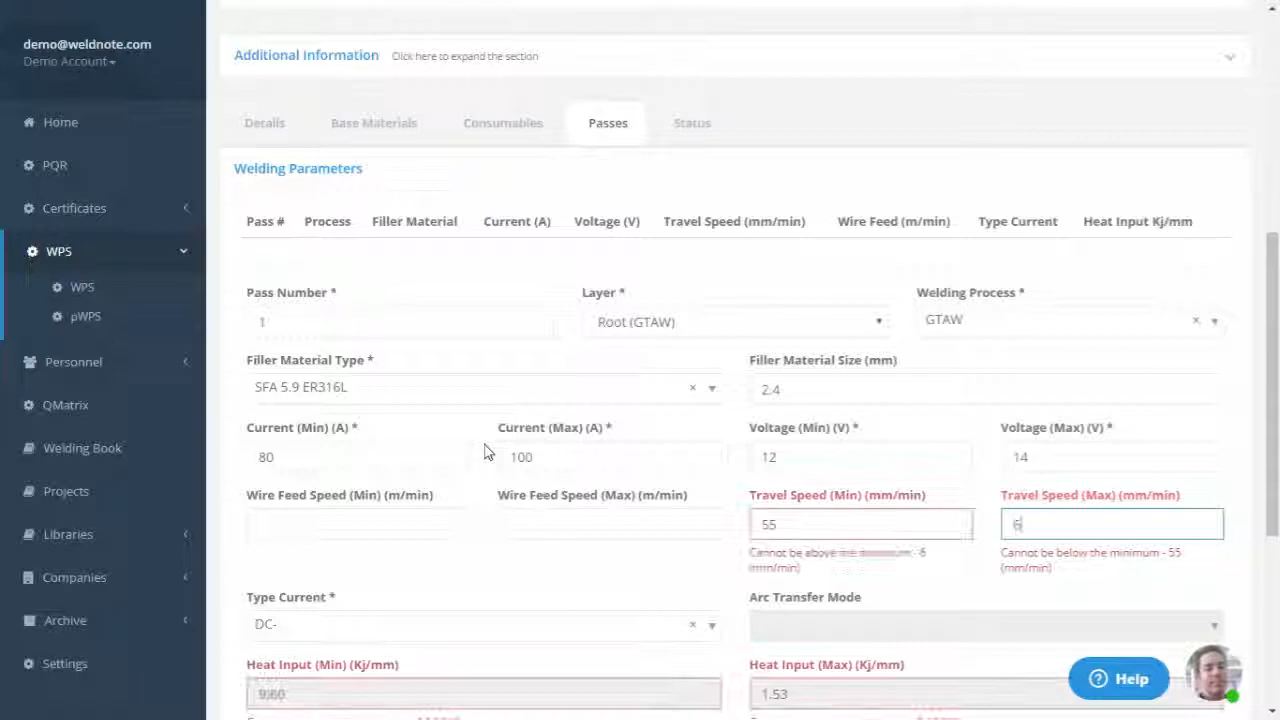 demo@weldnote.com
Demo Account
Home
PQR
Certificates
WPS
WPS
pWPS
Personnel
QMatrix
Welding Book
Projects
Libraries
Companies
Archive
Settings
Additional Information Click here to expand the section
Details Base Materials Consumables Passes Status
Welding Parameters
Pass # Process Filler Material Current (A) Voltage (V) Travel Speed (mm/min) Wire Feed (m/min) Type Current Heat Input Kj/mm
Pass Number * Layer * Welding Process *
1 Root (GTAW) GTAW × 
Filler Material Type * Filler Material Size (mm)
SFA 5.9 ER316L × 2.4
Current (Min) (A) * Current (Max) (A) * Voltage (Min) (V) * Voltage (Max) (V) *
80 100 12 14
Wire Feed Speed (Min) (m/min) Wire Feed Speed (Max) (m/min) Travel Speed (Min) (mm/min) Travel Speed (Max) (mm/min)
55 6
Cannot be above the maximum - 6 Cannot be below the minimum - 55
(mm/min) (mm/min)
Type Current * Arc Transfer Mode
DC- ×
Heat Input (Min) (Kj/mm) Heat Input (Max) (Kj/mm)
9.60 1.53
Help